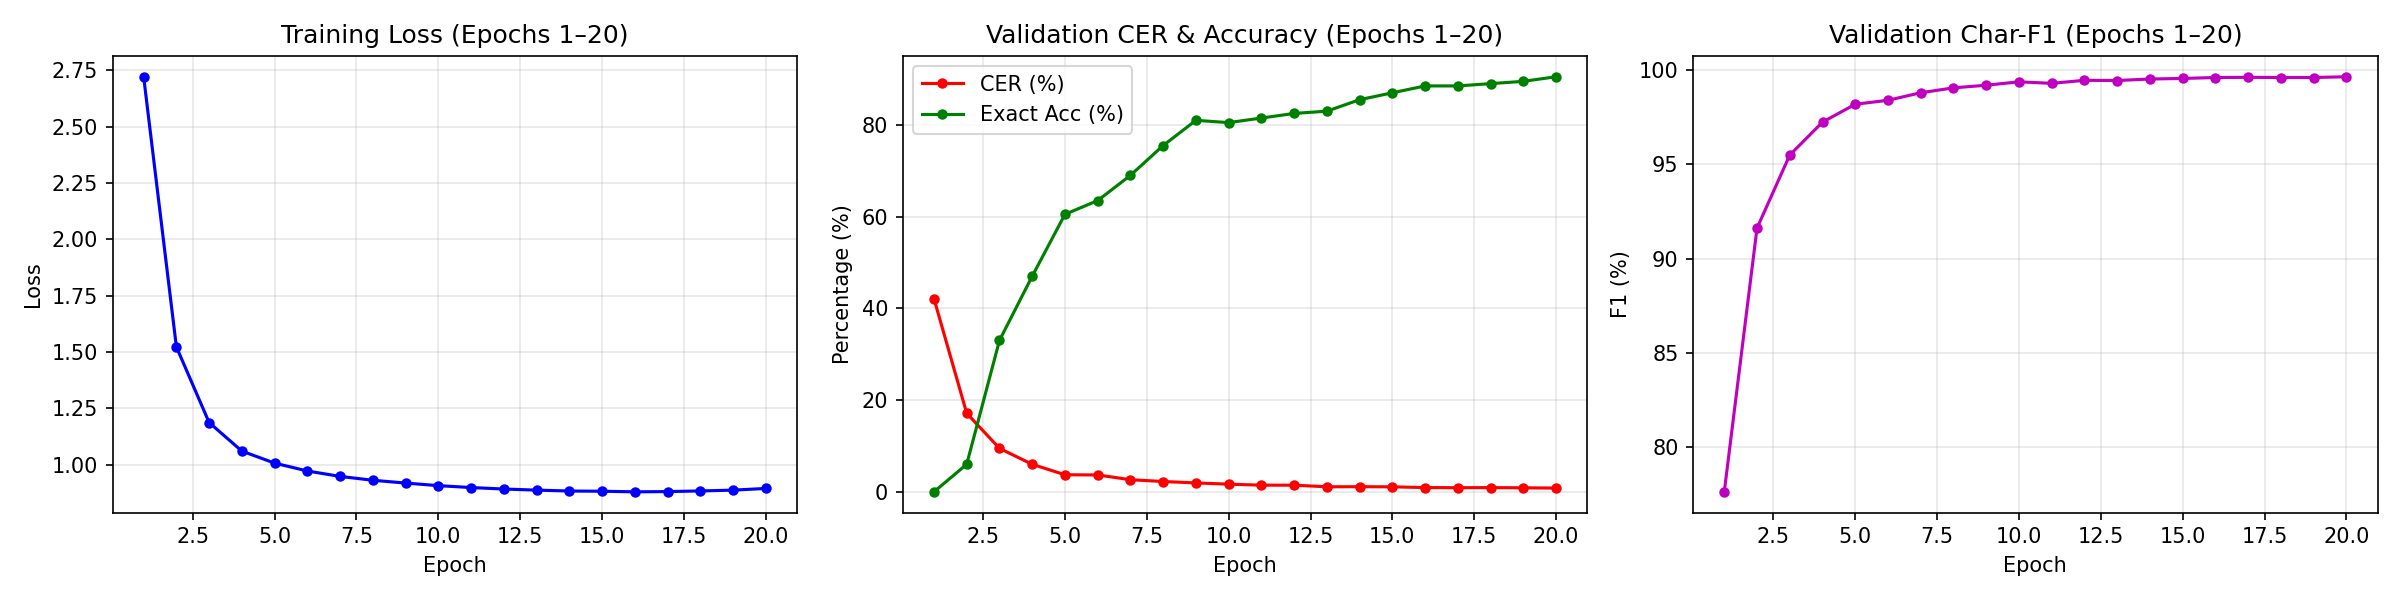 Training Loss (Epochs 1–20)
2.75
2.50
2.25
2.00
1.75
1.50
1.25
1.00
Loss
2.5 5.0 7.5 10.0 12.5 15.0 17.5 20.0
Epoch
Validation CER & Accuracy (Epochs 1–20)
CER (%)
Exact Acc (%)
80
60
40
20
0
Percentage (%)
2.5 5.0 7.5 10.0 12.5 15.0 17.5 20.0
Epoch
Validation Char-F1 (Epochs 1–20)
100
95
90
85
80
F1 (%)
2.5 5.0 7.5 10.0 12.5 15.0 17.5 20.0
Epoch